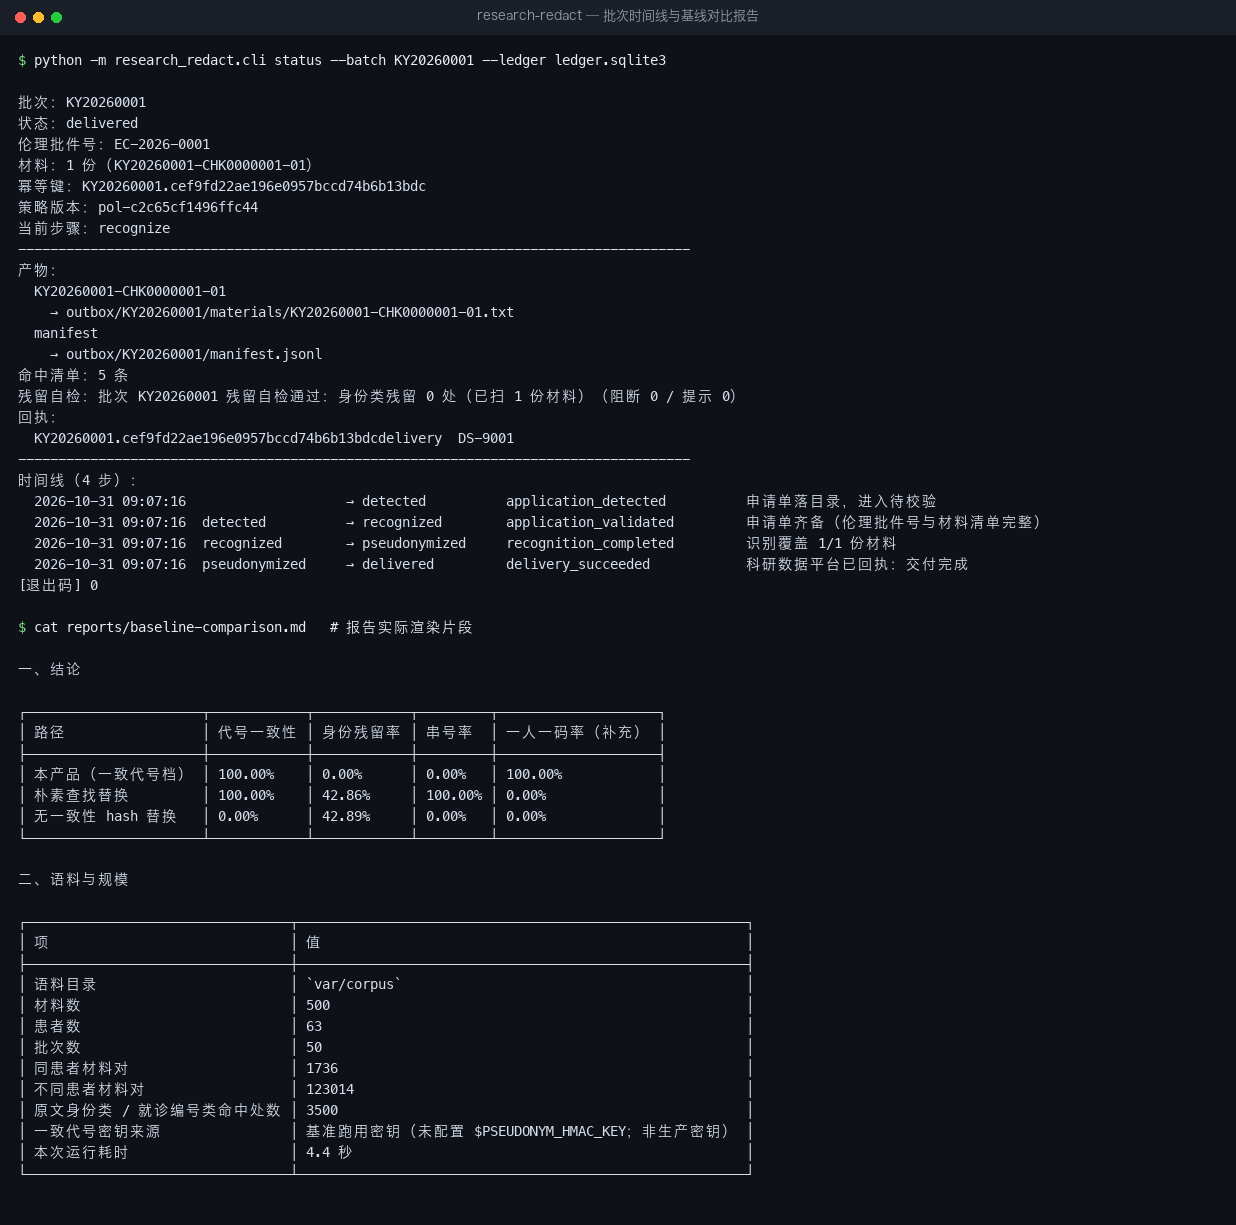 research-redact — 批次时间线与基线对比报告
$ python -m research_redact.cli status --batch KY20260001 --ledger ledger.sqlite3
批次: KY20260001
状态: delivered
伦理批件号: EC-2026-0001
材料: 1 份（KY20260001-CHK0000001-01）
幂等键: KY20260001.cef9fd22ae196e0957bccd74b6b13bdc
策略版本: pol-c2c65cf1496ffc44
当前步骤: recognize
产物:
KY20260001-CHK0000001-01
→ outbox/KY20260001/materials/KY20260001-CHK0000001-01.txt
manifest
→ outbox/KY20260001/manifest.jsonl
命中清单: 5 条
残留自检: 批次 KY20260001 残留自检通过: 身份类残留 0 处（已扫 1 份材料）（阻断 0 / 提示 0）
回执:
KY20260001.cef9fd22ae196e0957bccd74b6b13bdcdelivery  DS-9001
时间线（4 步）:
2026-10-31 09:07:16 → detected application_detected 申请单落目录, 进入待校验
2026-10-31 09:07:16 detected → recognized application_validated 申请单齐备（伦理批件号与材料清单完整）
2026-10-31 09:07:16 recognized → pseudonymized recognition_completed 识别覆盖 1/1 份材料
2026-10-31 09:07:16 pseudonymized → delivered delivery_succeeded 科研数据平台已回执: 交付完成
[退出码] 0
$ cat reports/baseline-comparison.md   # 报告实际渲染片段
一、结论
路径 代号一致性 身份残留率 串号率 一人一码率（补充）
本产品（一致代号档） 100.00% 0.00% 0.00% 100.00%
朴素查找替换 100.00% 42.86% 100.00% 0.00%
无一致性 hash 替换 0.00% 42.89% 0.00% 0.00%
二、语料与规模
项 值
语料目录 `var/corpus`
材料数 500
患者数 63
批次数 50
同患者材料对 1736
不同患者材料对 123014
原文身份类 / 就诊编号类命中处数 3500
一致代号密钥来源 基准跑用密钥（未配置 $PSEUDONYM_HMAC_KEY; 非生产密钥）
本次运行耗时 4.4 秒